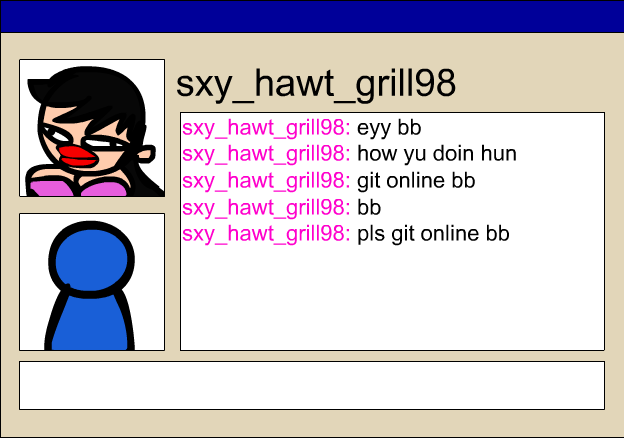 sxy_hawt_grill98
sxy_hawt_grill98: eyy bb
sxy_hawt_grill98: how yu doin hun
sxy_hawt_grill98: git online bb
sxy_hawt_grill98: bb
sxy_hawt_grill98: pls git online bb